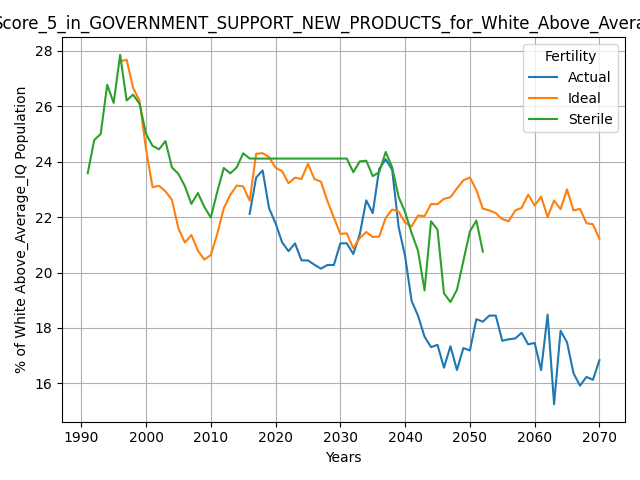 Score_5_in_GOVERNMENT_SUPPORT_NEW_PRODUCTS_for_White_Above_Avera
28
26
24
22
20
18
16
% of White Above_Average_IQ Population
Fertility
Actual
Ideal
Sterile
1990 2000 2010 2020 2030 2040 2050 2060 2070
Years